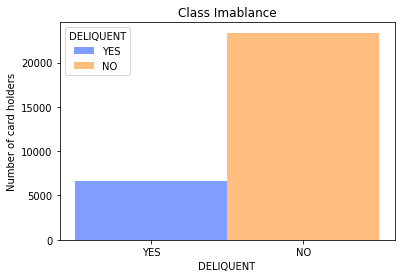 Class Imablance
DELIQUENT
YES
NO
Number of card holders
20000
15000
10000
5000
0
YES
NO
DELIQUENT